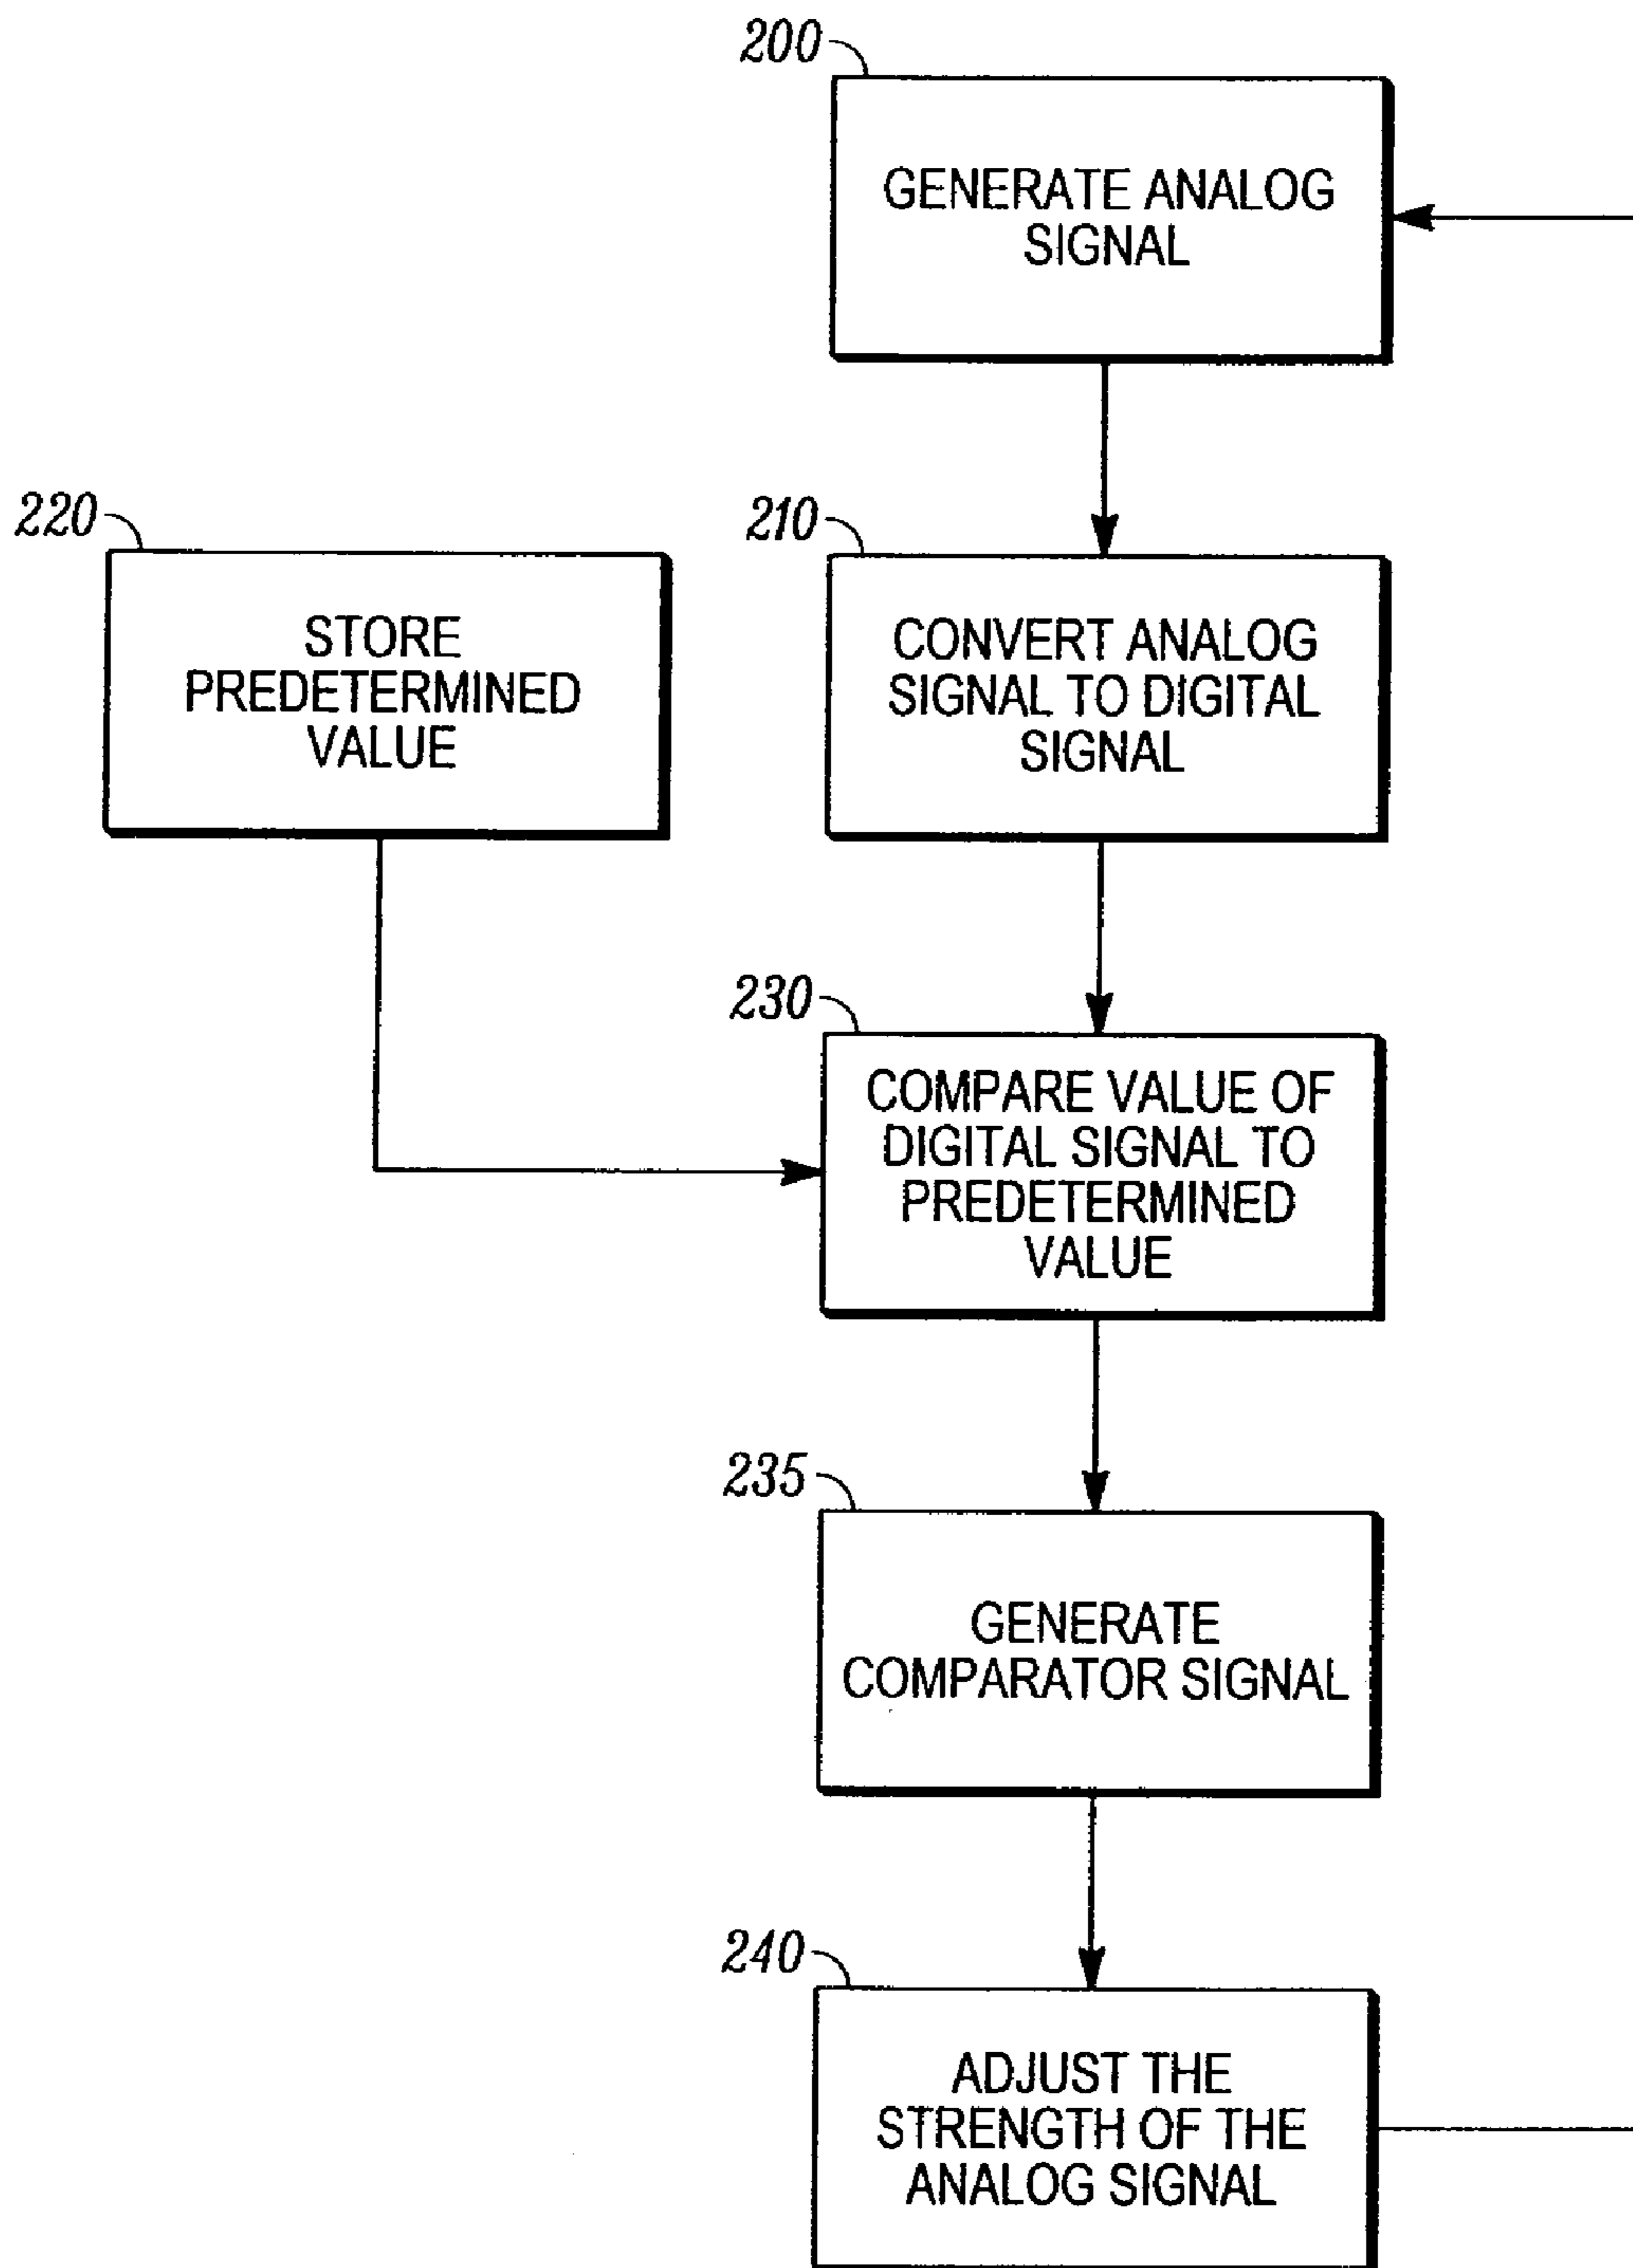 200
GENERATE ANALOG
SIGNAL
220
STORE
PREDETERMINED
VALUE
210
CONVERT ANALOG
SIGNAL TO DIGITAL
SIGNAL
230
COMPARE VALUE OF
DIGITAL SIGNAL TO
PREDETERMINED
VALUE
235
GENERATE
COMPARATOR SIGNAL
240
ADJUST THE
STRENGTH OF THE
ANALOG SIGNAL